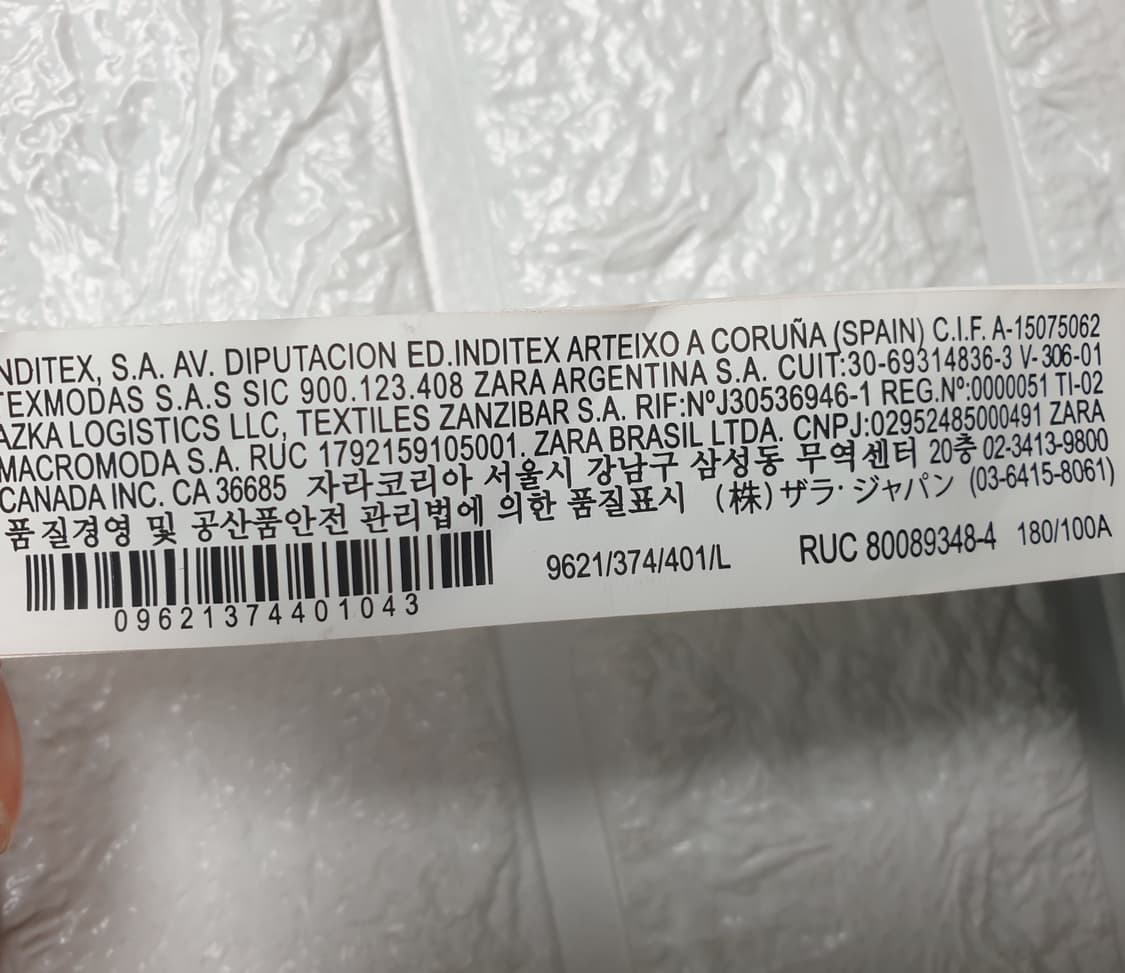 NDITEX, S.A. AV. DIPUTACION ED.INDITEX ARTEIXO A CORUÑA (SPAIN) C.I.F. A-15075062
TEXMODAS S.A.S SIC 900.123.408 ZARA ARGENTINA S.A. CUIT:30-69314836-3 V-306-01
AZKA LOGISTICS LLC, TEXTILES ZANZIBAR S.A. RIF:NºJ30536946-1 REG.Nº:0000051 TI-02
MACROMODA S.A. RUC 1792159105001. ZARA BRASIL LTDA. CNPJ:02952485000491 ZARA
CANADA INC. CA 36685 자라코리아 서울시 강남구 삼성동 무역센터 20층 02-3413-9800
품질경영 및 공산품안전 관리법에 의한 품질표시 (株)ザラ·ジャパン (03-6415-8061)
9621/374/401/L RUC 80089348-4 180/100A
09621374401043